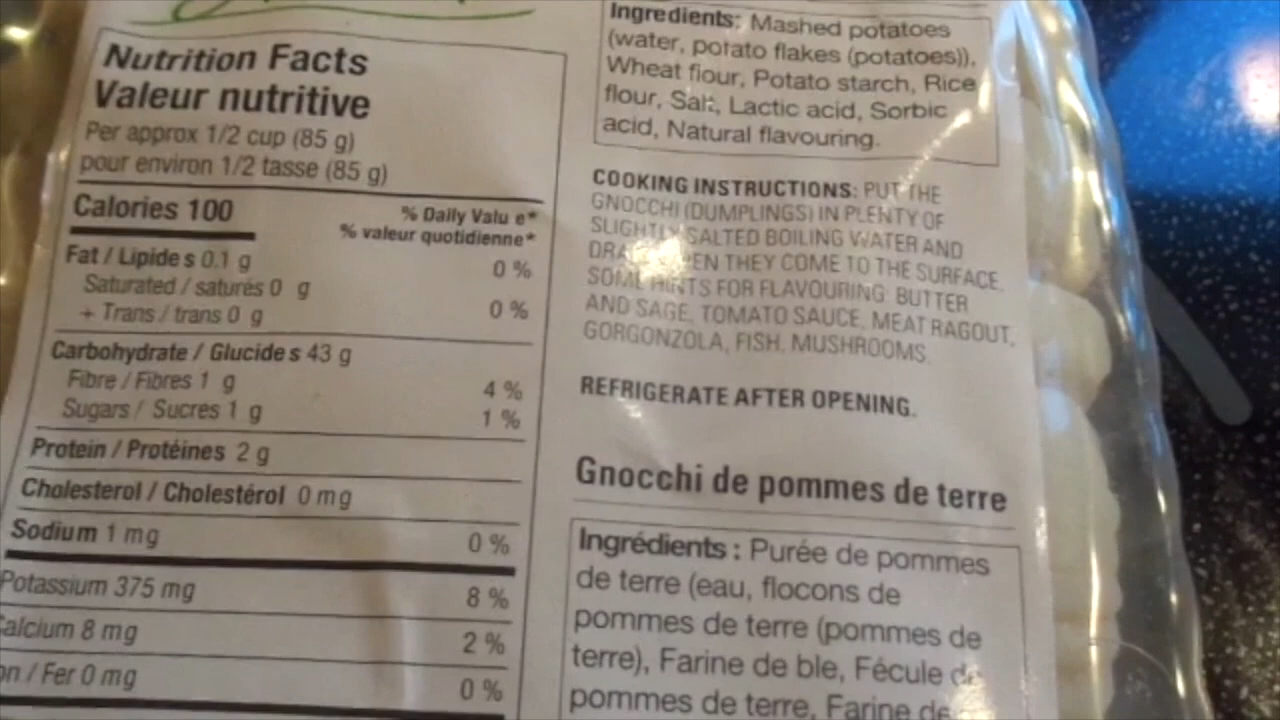 Nutrition Facts
Valeur nutritive
Per approx 1/2 cup (85 g)
pour environ 1/2 tasse (85 g)
Calories 100
% Daily Valu e*
% valeur quotidienne*
Fat / Lipide s 0.1 g 0 %
Saturated / saturés 0 g
+ Trans / trans 0 g 0 %
Carbohydrate / Glucide s 43 g
Fibre / Fibres 1 g 4 %
Sugars / Sucres 1 g 1 %
Protein / Protéines 2 g
Cholesterol / Cholestérol 0 mg
Sodium 1 mg 0 %
Potassium 375 mg 8 %
alcium 8 mg 2 %
on / Fer 0 mg 0 %
Ingredients: Mashed potatoes
(water, potato flakes (potatoes)),
Wheat flour, Potato starch, Rice
flour, Salt, Lactic acid, Sorbic
acid, Natural flavouring.
COOKING INSTRUCTIONS: PUT THE
GNOCCHI (DUMPLINGS) IN PLENTY OF
SLIGHTLY SALTED BOILING WATER AND
THEY COME TO THE SURFACE.
SOME HINTS FOR FLAVOURING: BUTTER
AND SAGE, TOMATO SAUCE, MEAT RAGOUT,
GORGONZOLA, FISH, MUSHROOMS.
REFRIGERATE AFTER OPENING.
Gnocchi de pommes de terre
Ingrédients : Purée de pommes
de terre (eau, flocons de
pommes de terre (pommes de
terre), Farine de ble, Fécule de
pommes de terre, Farine de